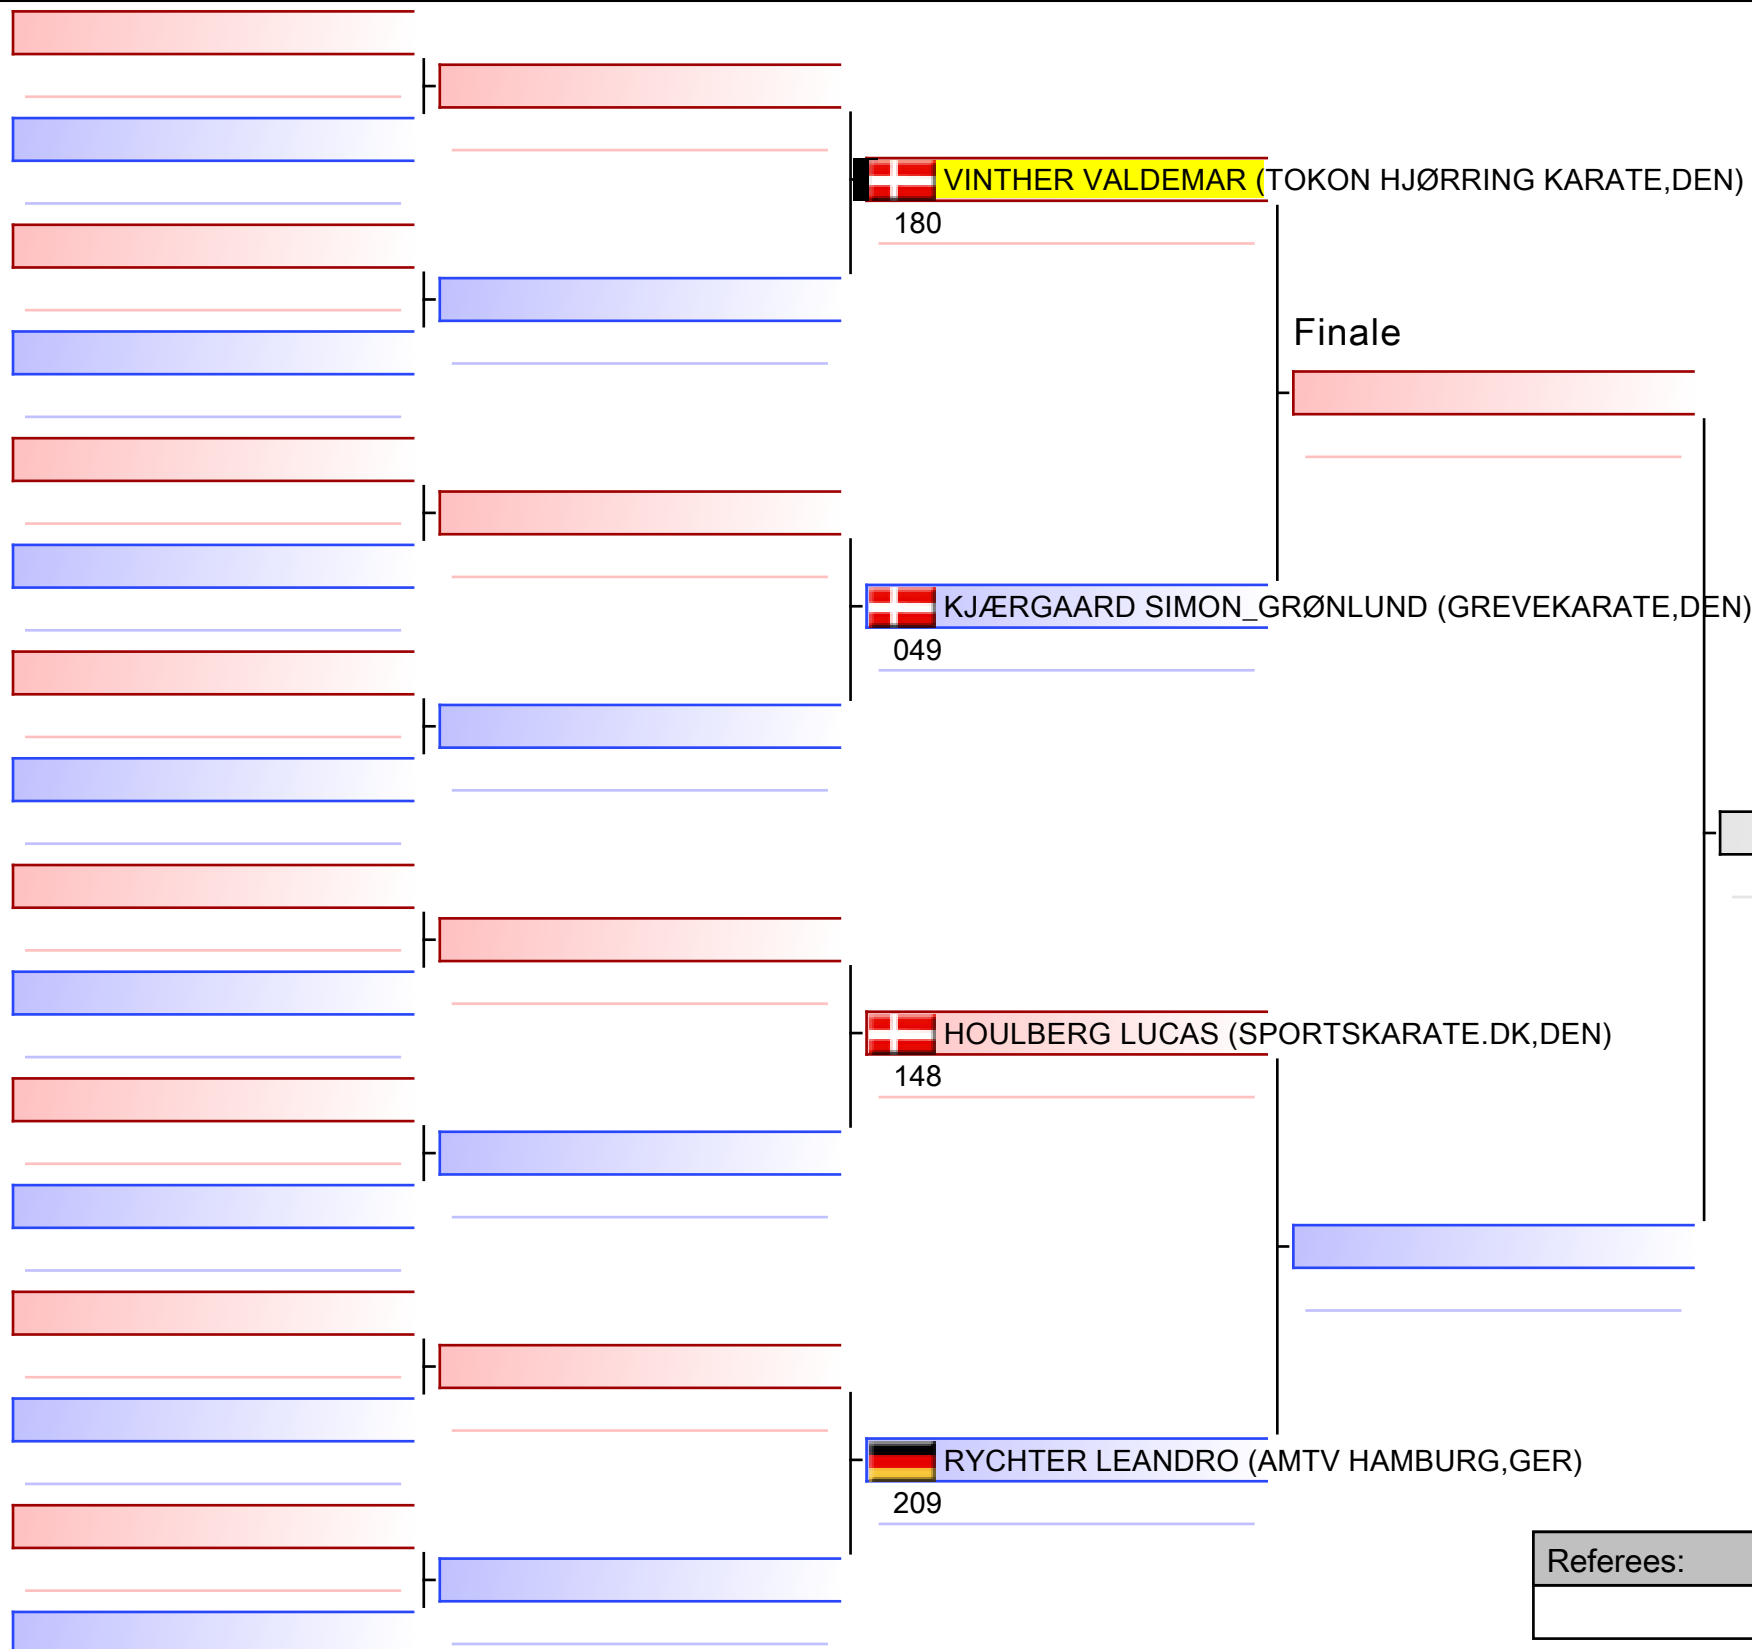 VINTHER VALDEMAR (TOKON HJØRRING KARATE,DEN)
180
Finale
KJÆRGAARD SIMON_GRØNLUND (GREVEKARATE,DEN)
049
HOULBERG LUCAS (SPORTSKARATE.DK,DEN)
148
RYCHTER LEANDRO (AMTV HAMBURG,GER)
209
Referees: